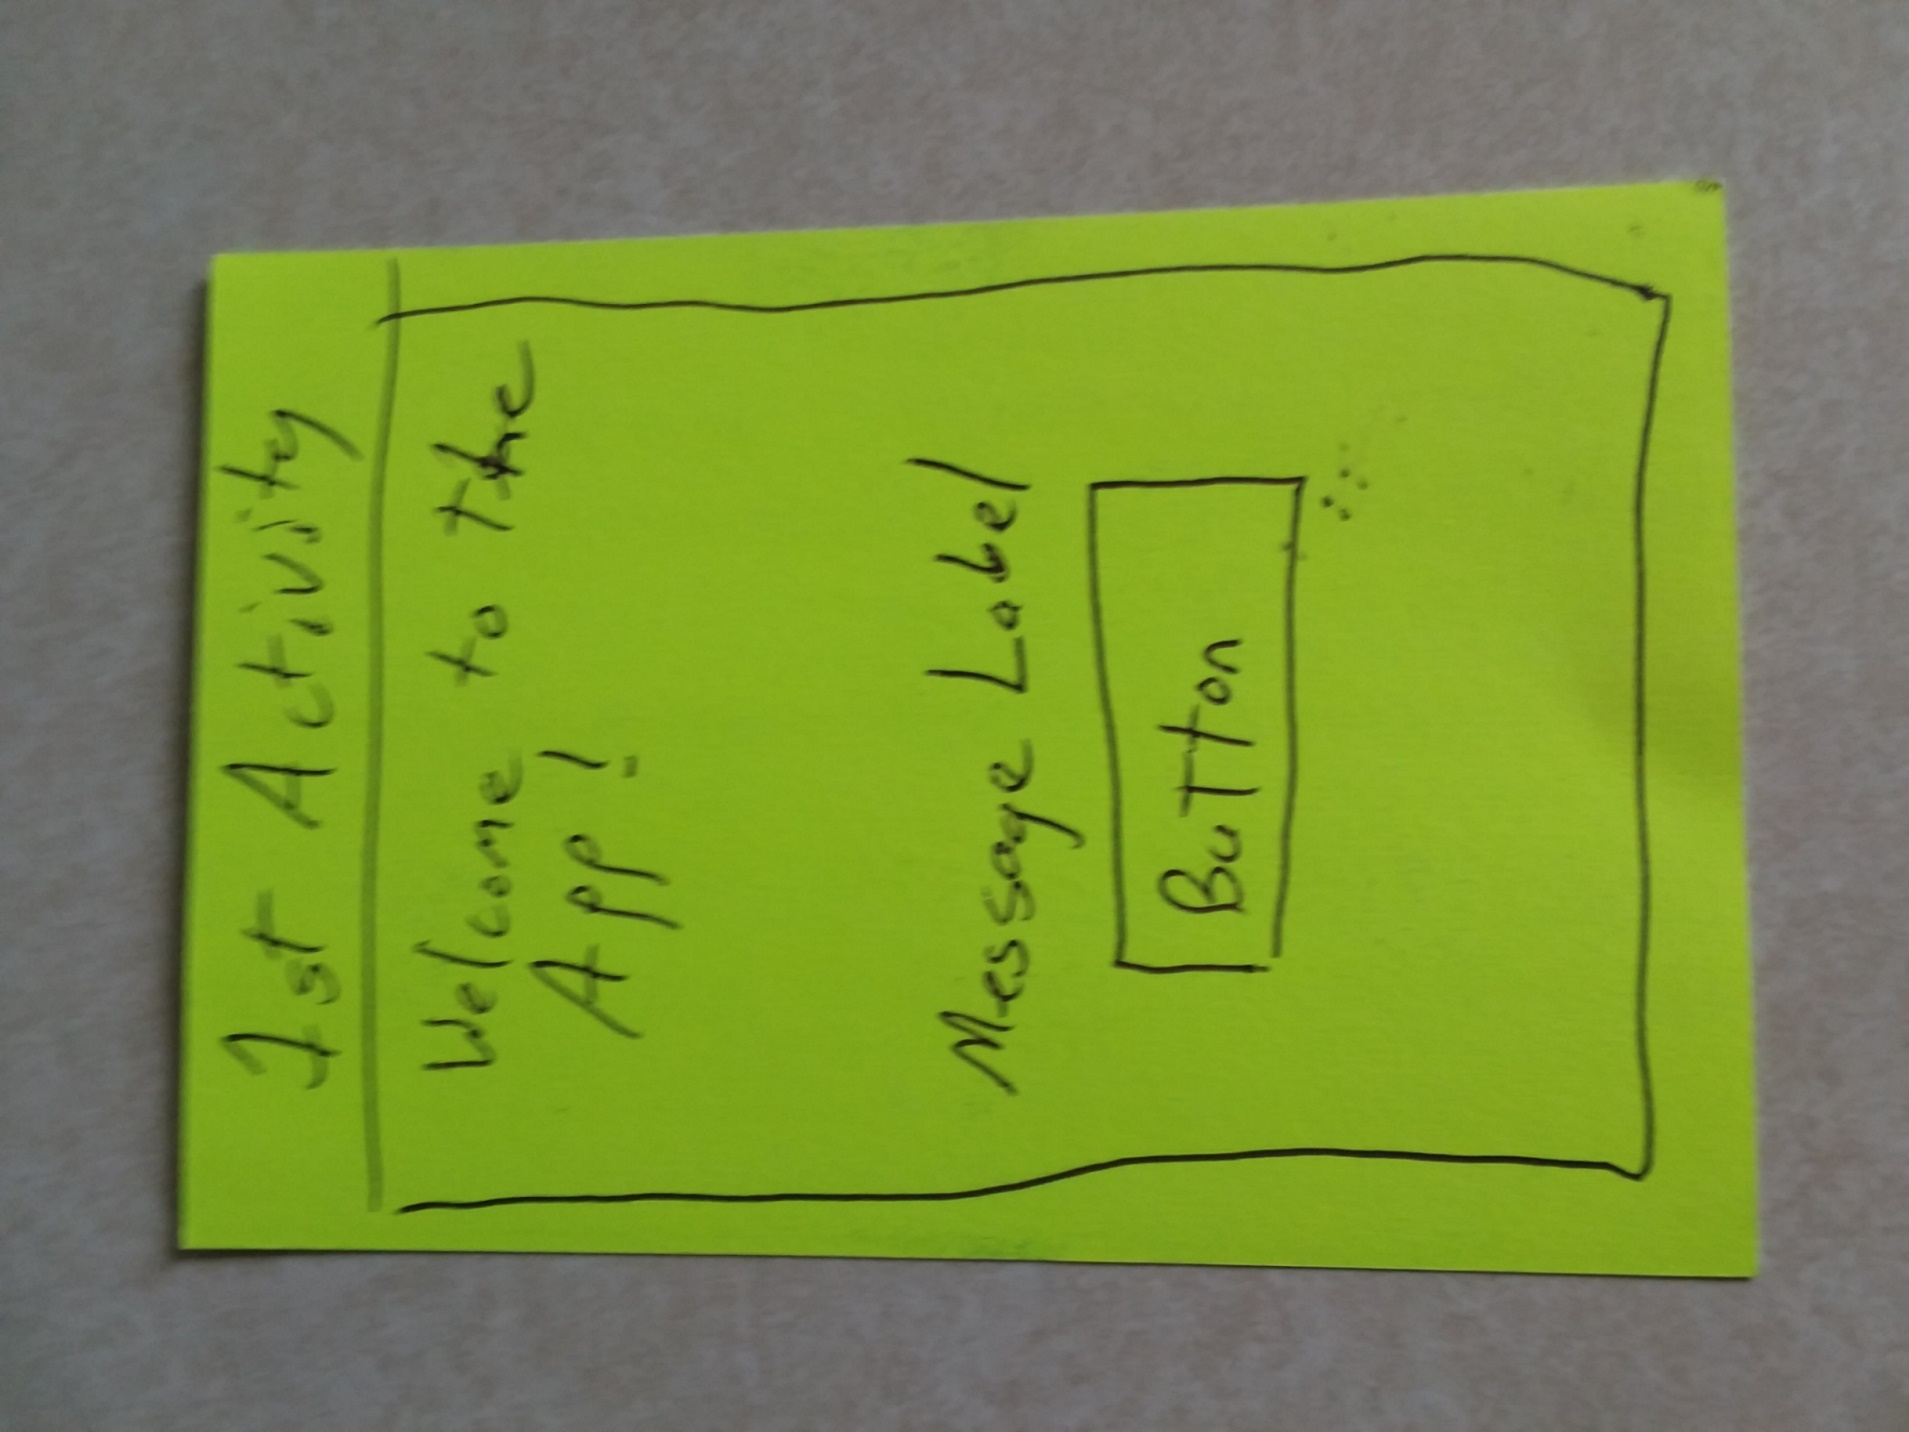 1st Activity
Welcome to the
App!
Message Label
Button